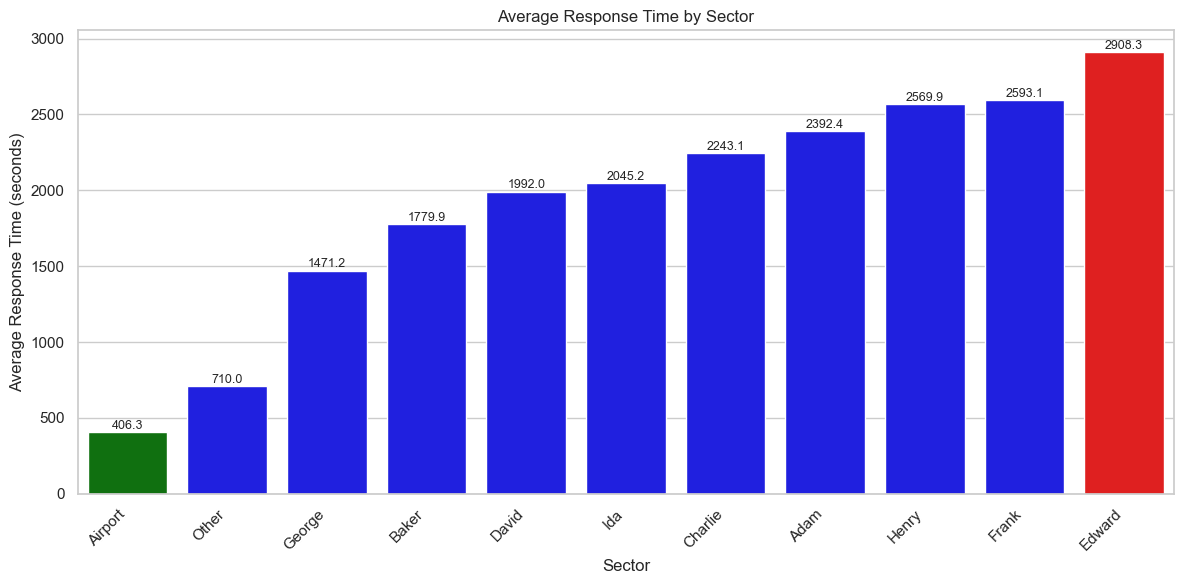 Average Response Time by Sector
Average Response Time (seconds)
3000
2500
2000
1500
1000
500
0
406.3
710.0
1471.2
1779.9
1992.0
2045.2
2243.1
2392.4
2569.9
2593.1
2908.3
Airport
Other
George
Baker
David
Ida
Charlie
Adam
Henry
Frank
Edward
Sector